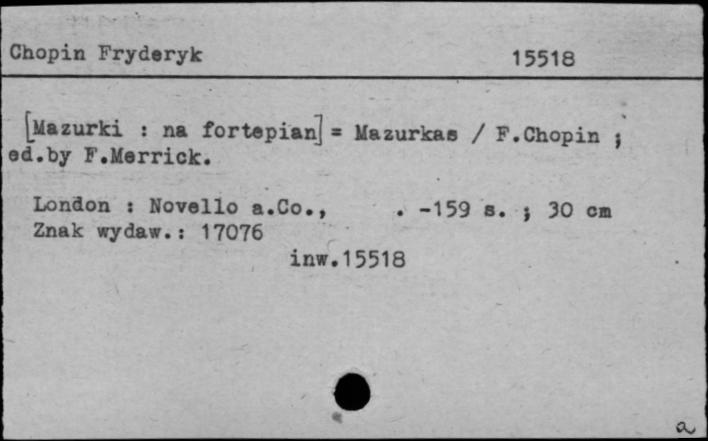 Chopin Fryderyk 15518
[Mazurki : na fortepian] = Mazurkas / F.Chopin ;
ed.by F.Merrick.
London : Novello a.Co., . -159 s. ; 30 cm
Znak wydaw.: 17076
inw.15518
a